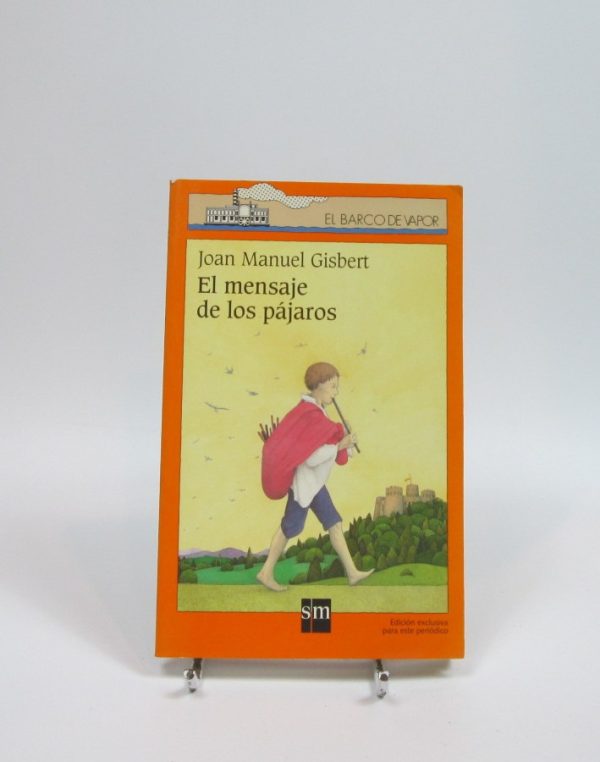 EL BARCO DE VAPOR
Joan Manuel Gisbert
El mensaje
de los pájaros
sm
Edición exclusiva
para este periódico